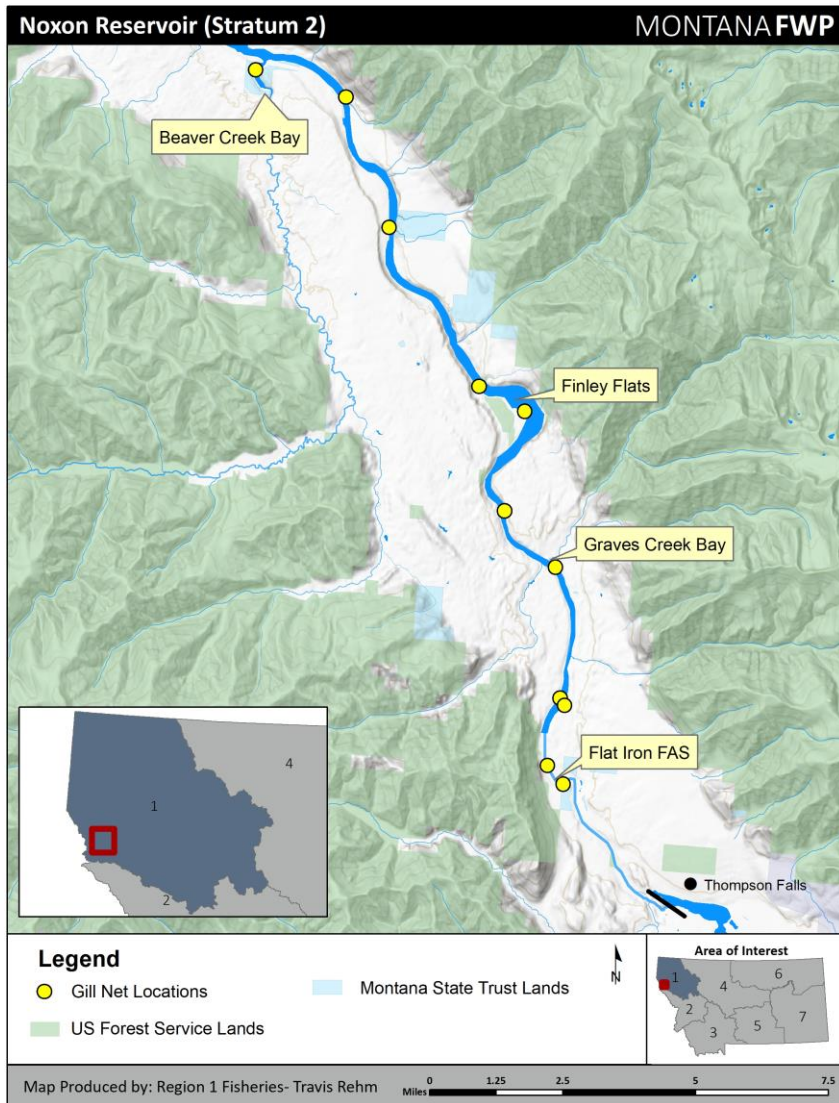 Noxon Reservoir (Stratum 2)
MONTANA FWP
Beaver Creek Bay
Finley Flats
Graves Creek Bay
Flat Iron FAS
Thompson Falls
4
1
2
Legend
Gill Net Locations
US Forest Service Lands
Montana State Trust Lands
N
Area of Interest
1
2
3
4
5
6
7
Map Produced by: Region 1 Fisheries- Travis Rehm
Miles
0 1.25 2.5 5 7.5